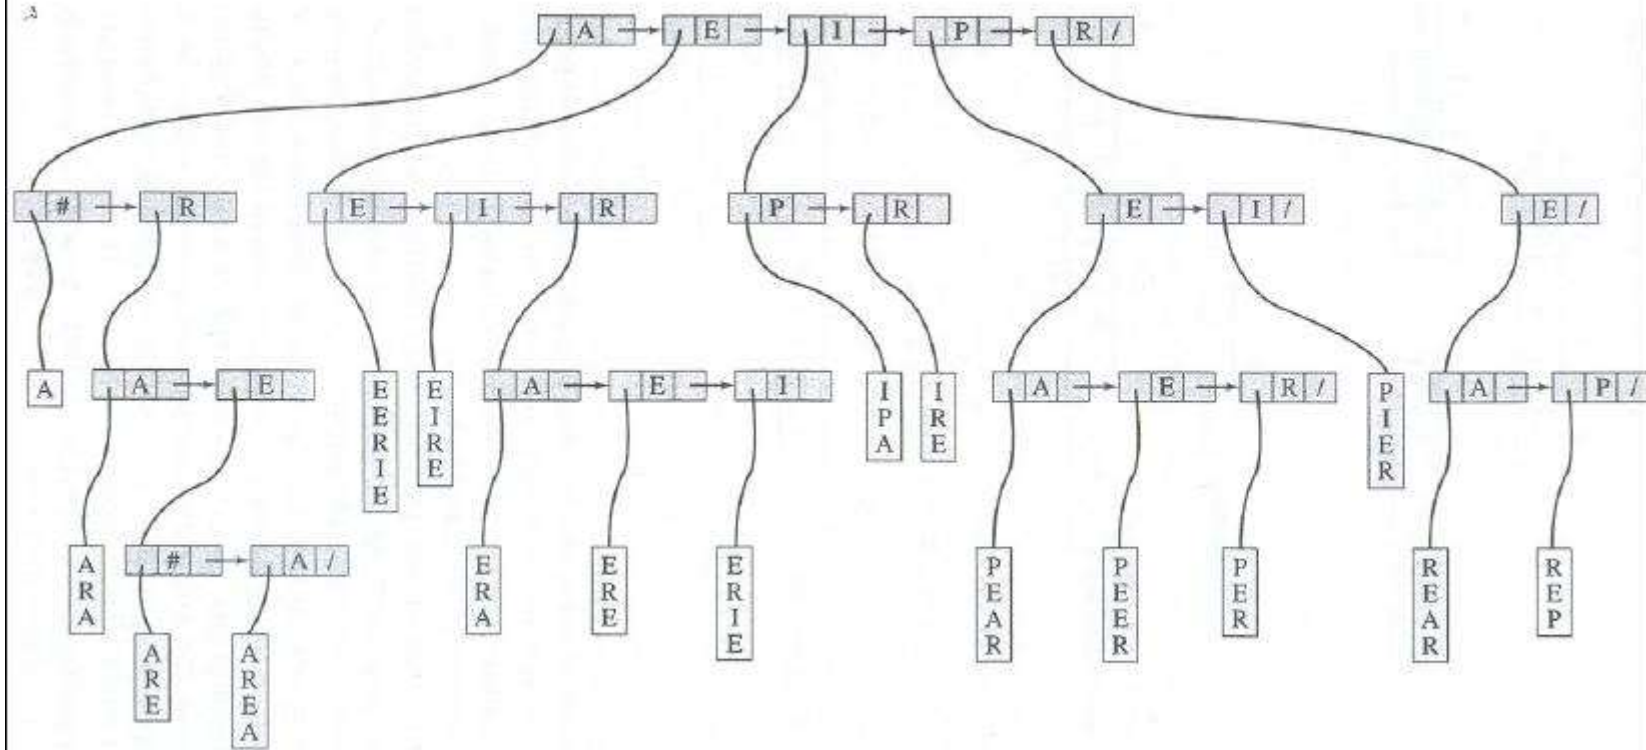 A E I P R /
# R E I R P R E I / E /
A A E EERIE EIRE A E I IPA IRE A E R / PIER A P /
ARA # A / ERA ERE ERIE PEAR PEER PER REAR REP
ARE AREA